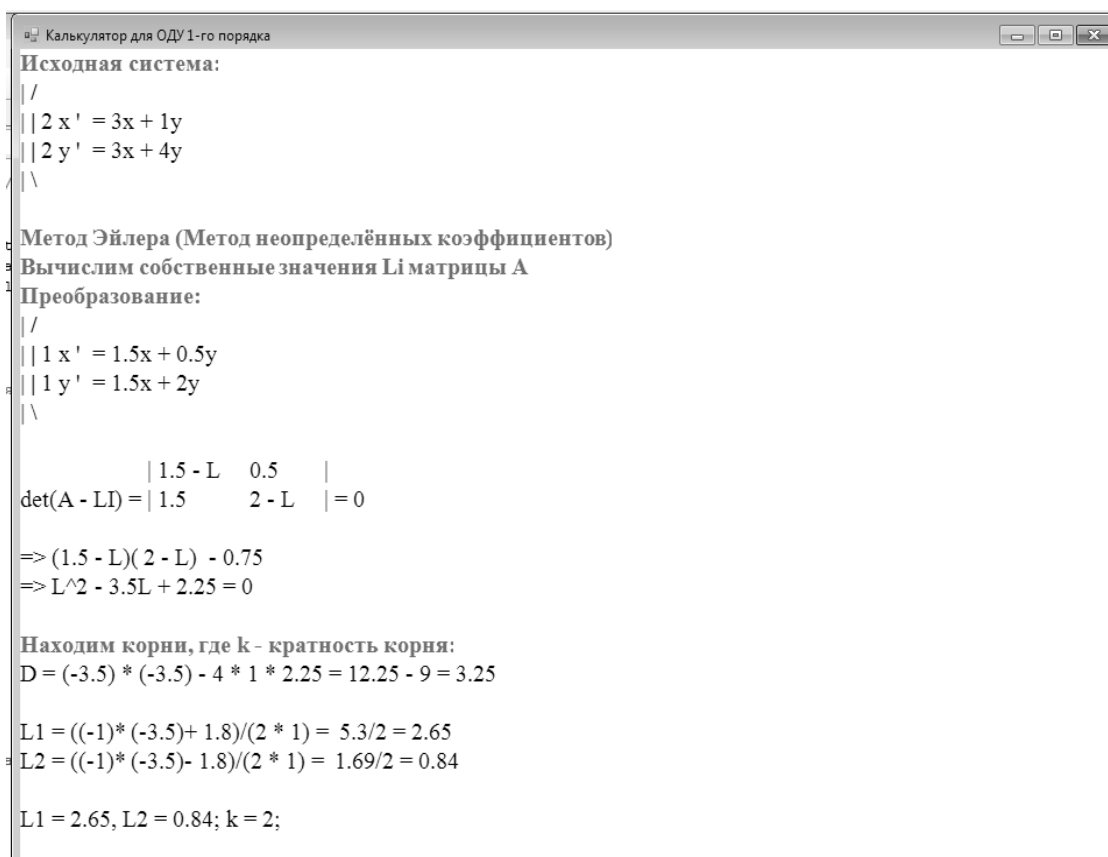 Калькулятор для ОДУ 1-го порядка
Исходная система:
| /
| | 2 x ' = 3x + 1y
| | 2 y ' = 3x + 4y
| \
Метод Эйлера (Метод неопределённых коэффициентов)
Вычислим собственные значения Li матрицы A
Преобразование:
| /
| | 1 x ' = 1.5x + 0.5y
| | 1 y ' = 1.5x + 2y
| \
| 1.5 - L 0.5 |
det(A - LI) = | 1.5 2 - L | = 0
=> (1.5 - L)( 2 - L) - 0.75
=> L^2 - 3.5L + 2.25 = 0
Находим корни, где k - кратность корня:
D = (-3.5) * (-3.5) - 4 * 1 * 2.25 = 12.25 - 9 = 3.25
L1 = ((-1)* (-3.5)+ 1.8)/(2 * 1) = 5.3/2 = 2.65
L2 = ((-1)* (-3.5)- 1.8)/(2 * 1) = 1.69/2 = 0.84
L1 = 2.65, L2 = 0.84; k = 2;